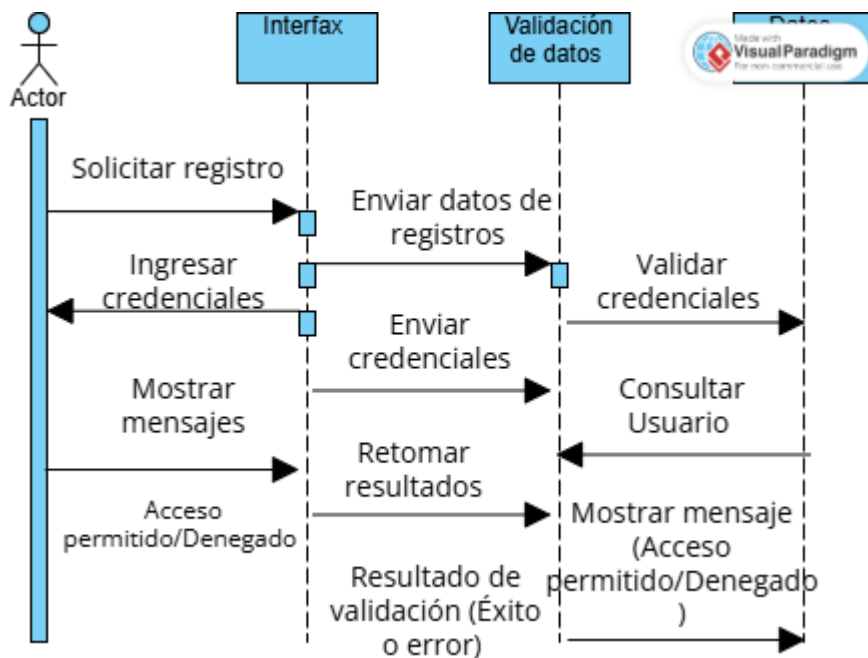 Interfax
Validación
de datos
Made with
VisualParadigm
For non-commercial use
Actor
Solicitar registro
Enviar datos de
registros
Ingresar
credenciales
Validar
credenciales
Enviar
credenciales
Mostrar
mensajes
Consultar
Usuario
Retomar
resultados
Acceso
permitido/Denegado
Mostrar mensaje
(Acceso
permitido/Denegado
)
Resultado de
validación (Éxito
o error)